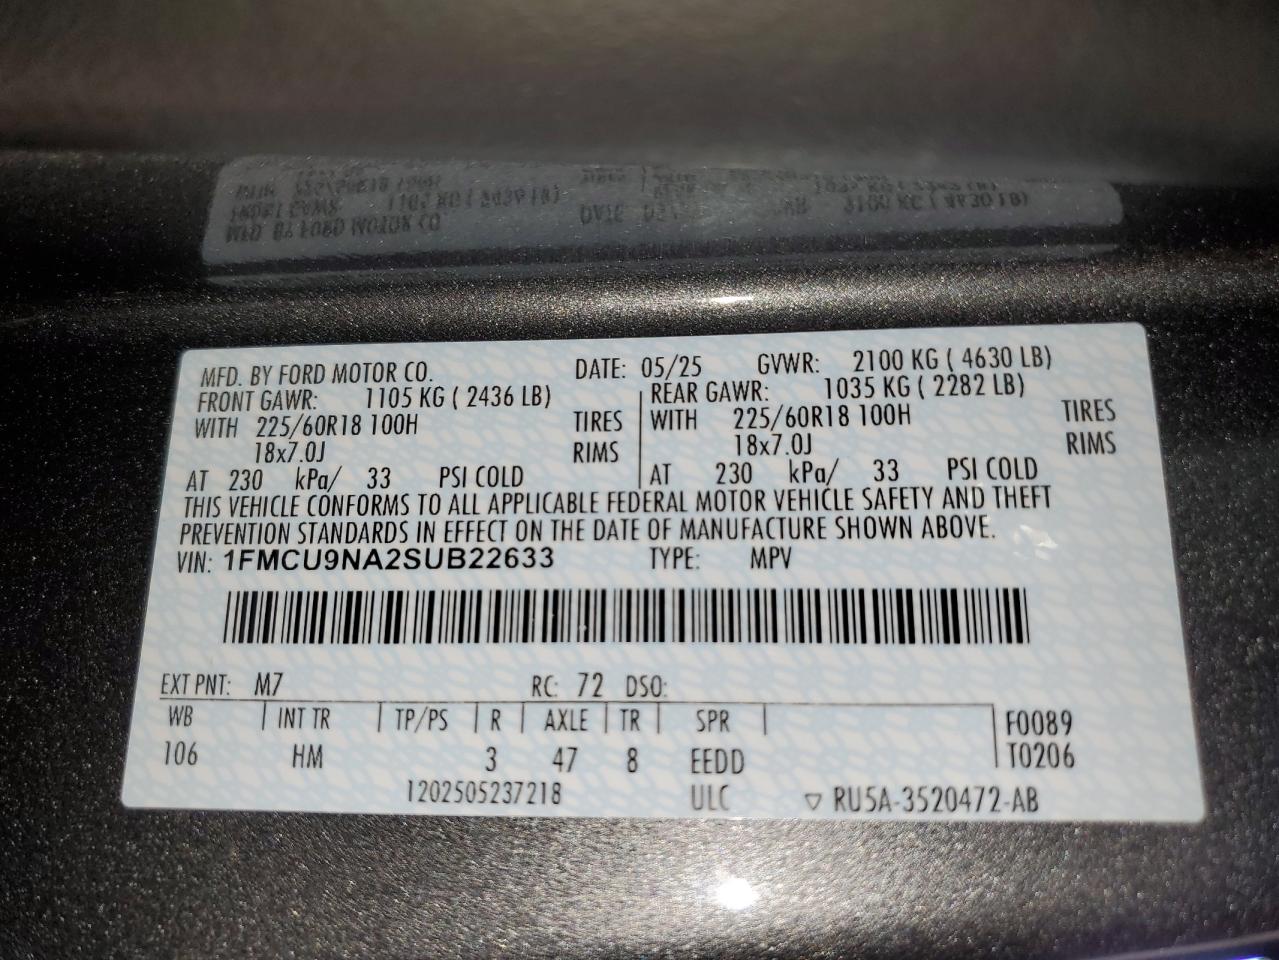 MFD. BY FORD MOTOR CO. DATE: 05/25 GVWR: 2100 KG ( 4630 LB)
FRONT GAWR: 1105 KG ( 2436 LB) REAR GAWR: 1035 KG ( 2282 LB)
WITH 225/60R18 100H TIRES WITH 225/60R18 100H TIRES
18x7.0J RIMS 18x7.0J RIMS
AT 230 kPa/ 33 PSI COLD AT 230 kPa/ 33 PSI COLD
THIS VEHICLE CONFORMS TO ALL APPLICABLE FEDERAL MOTOR VEHICLE SAFETY AND THEFT
PREVENTION STANDARDS IN EFFECT ON THE DATE OF MANUFACTURE SHOWN ABOVE.
VIN: 1FMCU9NA2SUB22633 TYPE: MPV
EXT PNT: M7 RC: 72 DSO:
WB INT TR TP/PS R AXLE TR SPR F0089
106 HM 3 47 8 EEDD T0206
1202505237218 ULC ▽ RU5A-3520472-AB